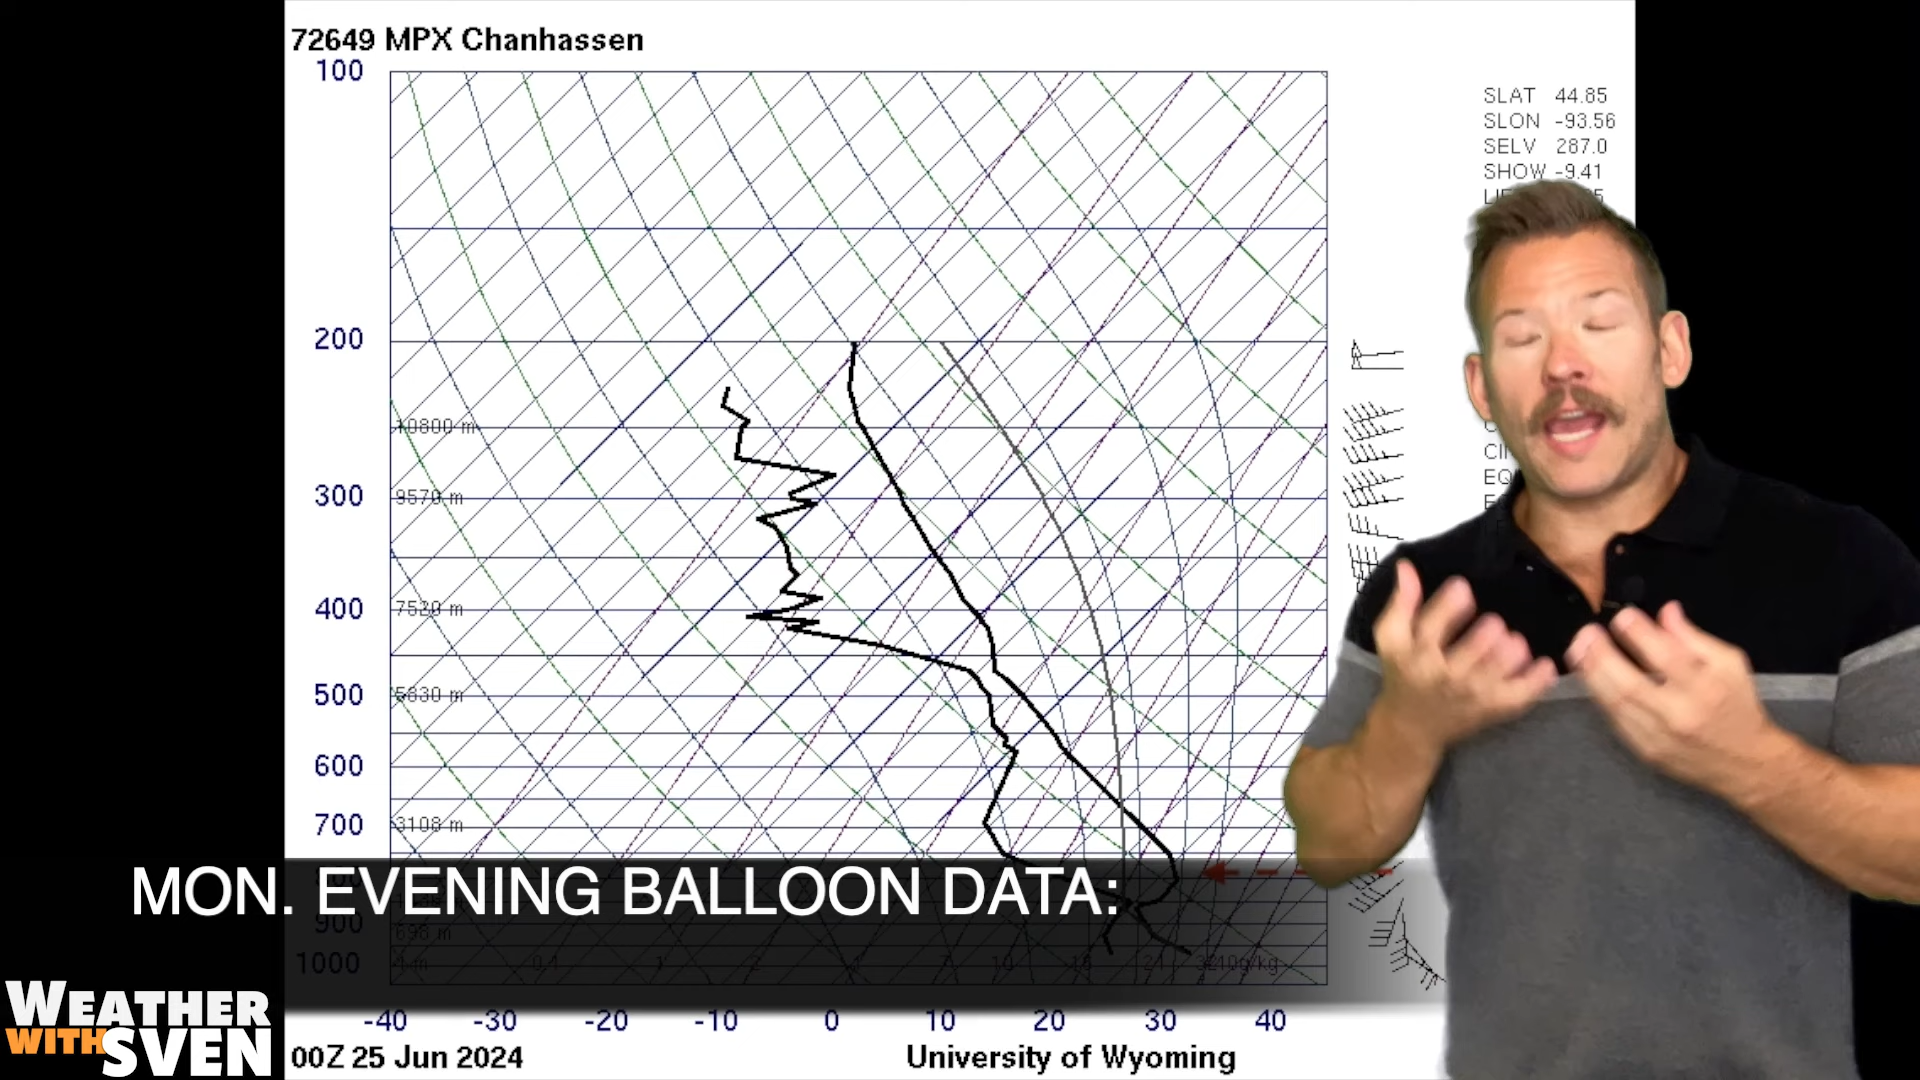 72649 MPX Chanhassen
100
SLAT 44.85
SLON -93.56
SELV 287.0
SHOW -9.41
200
10800 m
300
9570 m
400
7520 m
500
5830 m
600
700
3108 m
MON. EVENING BALLOON DATA:
900
698 m
1000
-40 -30 -20 -10 0 10 20 30 40
00Z 25 Jun 2024
University of Wyoming
WEATHER
WITH SVEN